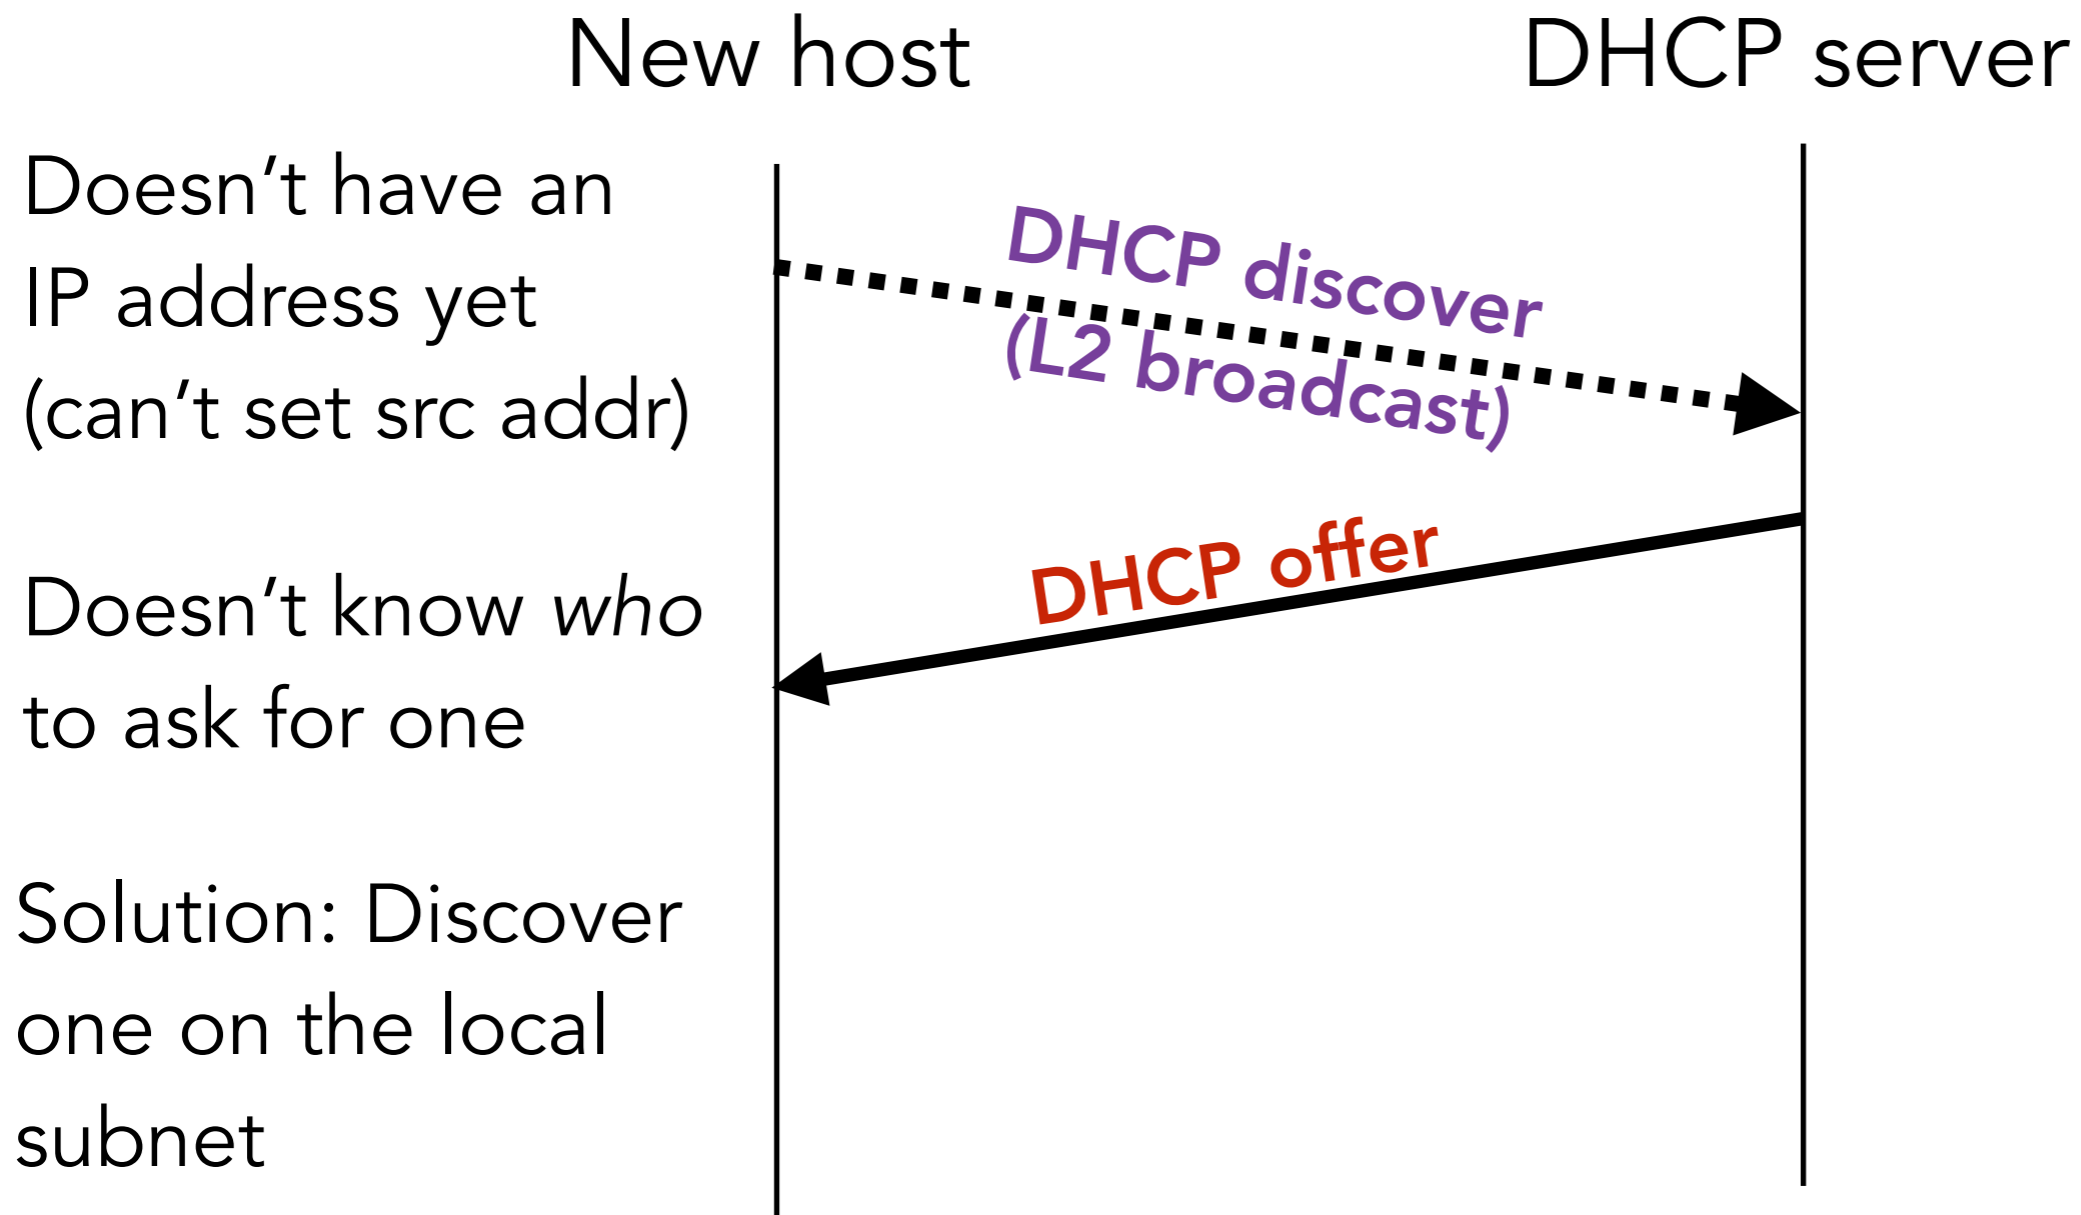 New host
DHCP server
Doesn’t have an
IP address yet
(can’t set src addr)
DHCP discover
(L2 broadcast)
DHCP offer
Doesn’t know who
to ask for one
Solution: Discover
one on the local
subnet